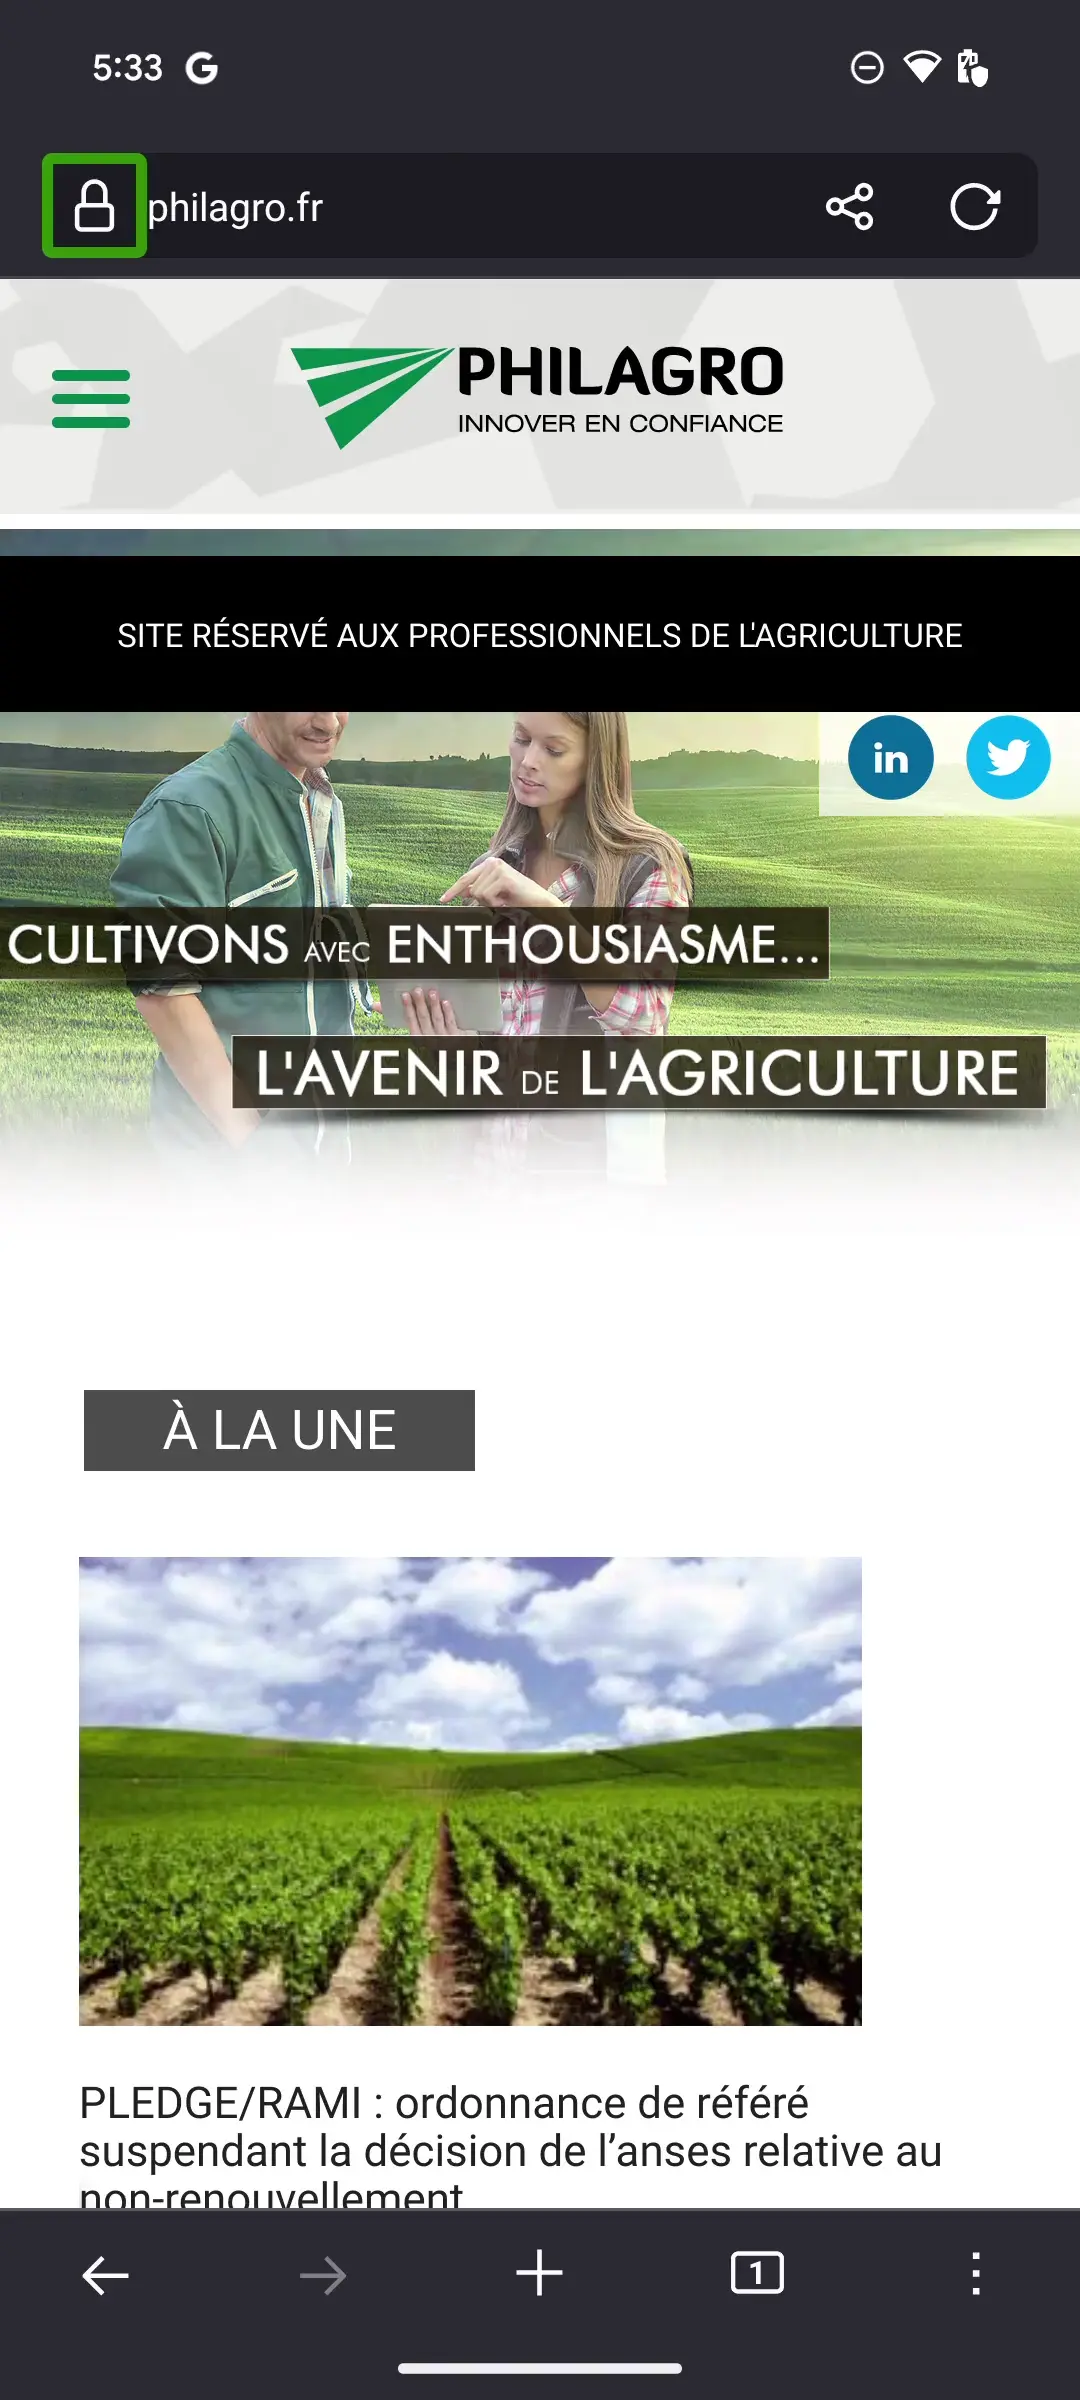 5:33
philagro.fr
PHILAGRO
INNOVER EN CONFIANCE
SITE RÉSERVÉ AUX PROFESSIONNELS DE L'AGRICULTURE
in
CULTIVONS AVEC ENTHOUSIASME...
L'AVENIR DE L'AGRICULTURE
À LA UNE
PLEDGE/RAMI : ordonnance de référé
suspendant la décision de l’anses relative au
non-renouvellement
1